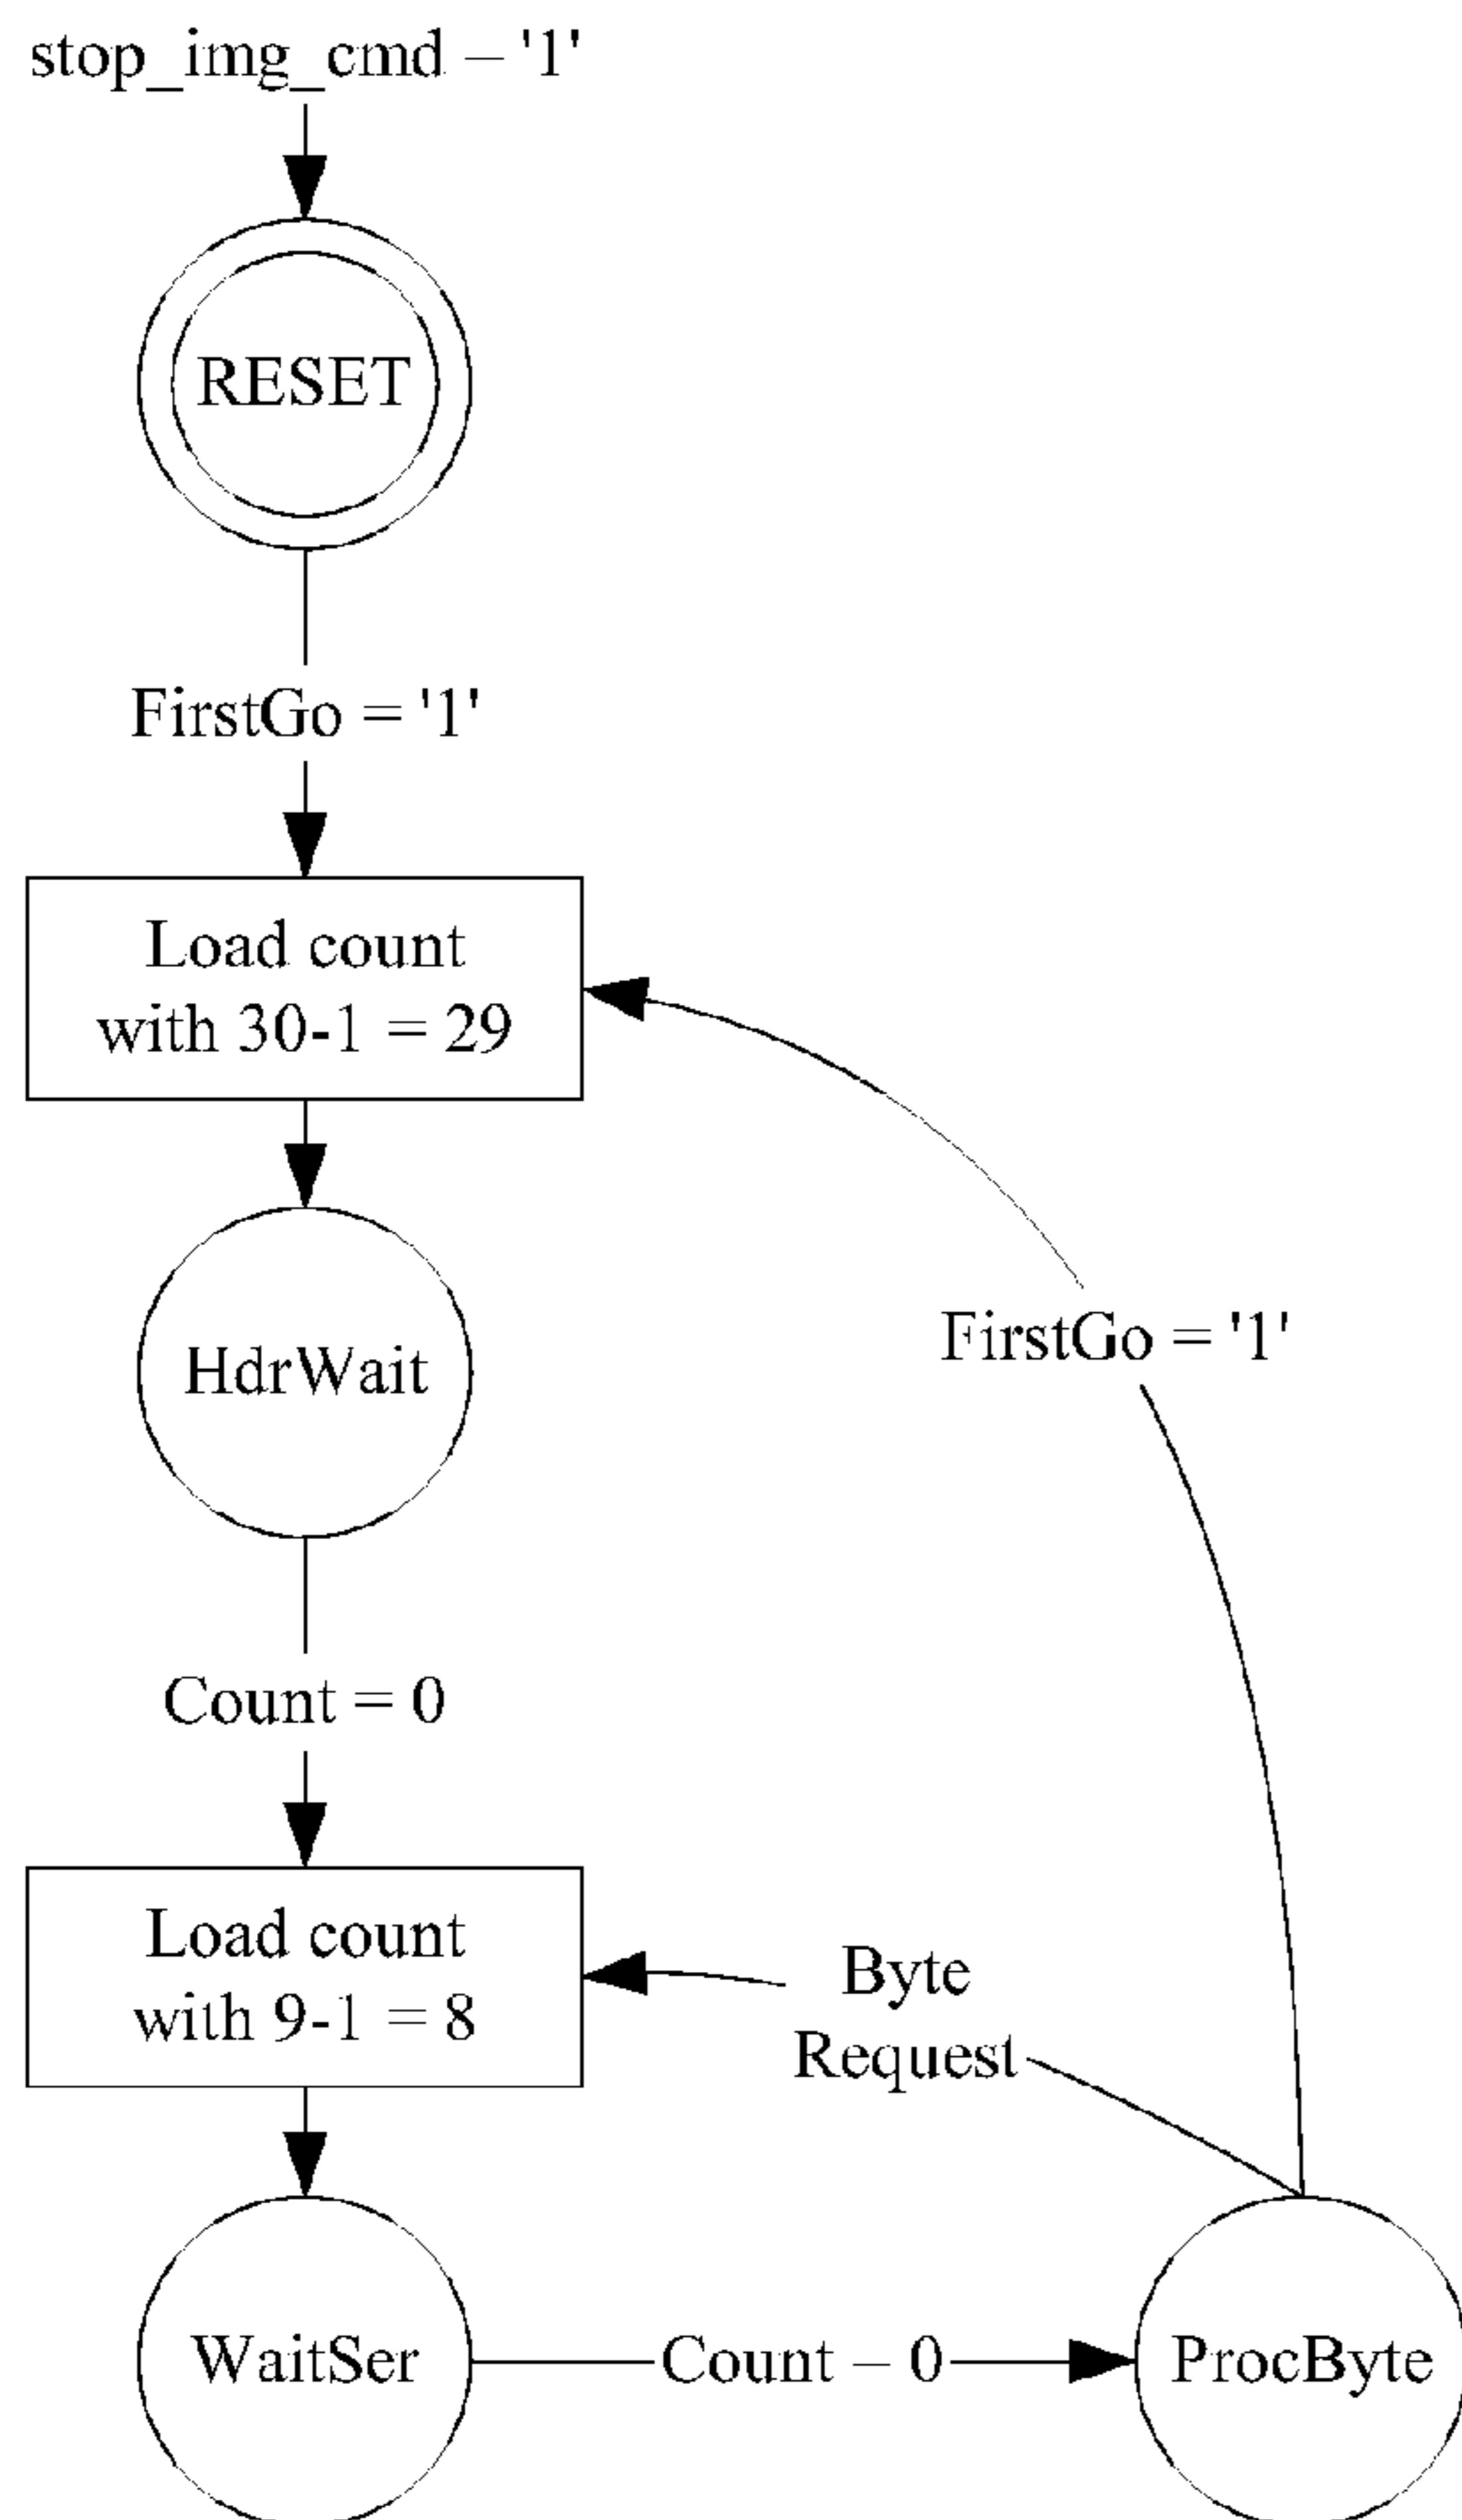 stop_img_cmd – '1'
RESET
FirstGo = '1'
Load count
with 30-1 = 29
HdrWait
FirstGo = '1'
Count = 0
Load count
with 9-1 = 8
Byte
Request
WaitSer
Count – 0
ProcByte